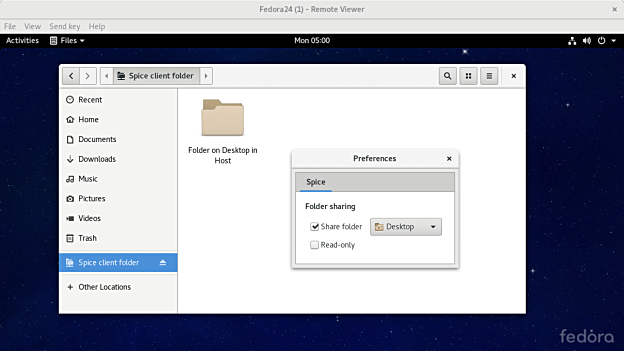 Fedora24 (1) - Remote Viewer
File View Send key Help
Activities Files Mon 05:00
Spice client folder
Recent
Home
Documents
Downloads
Music
Pictures
Videos
Trash
Spice client folder
Other Locations
Folder on Desktop in
Host
Preferences
Spice
Folder sharing
Share folder Desktop
Read-only
fedora